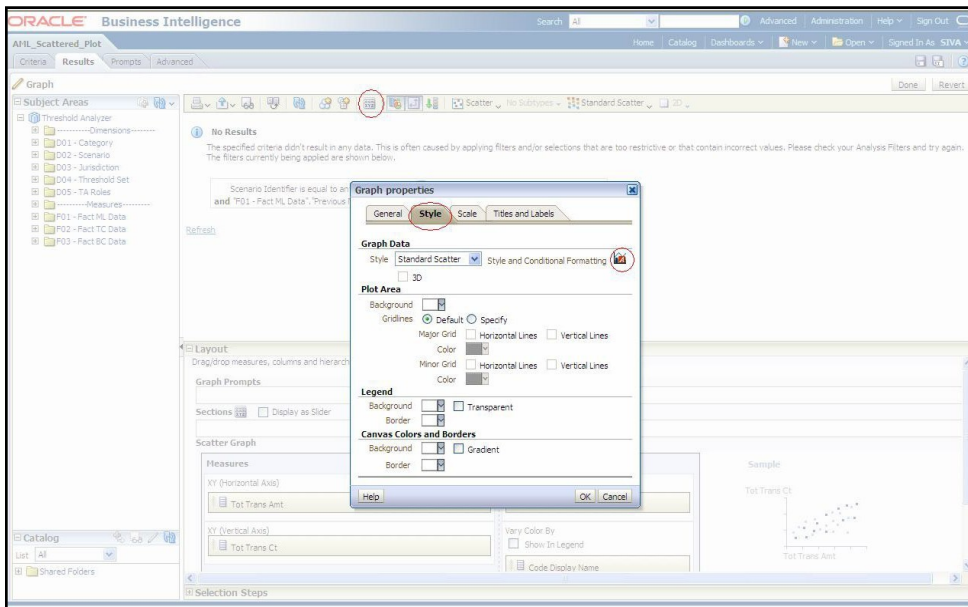 ORACLE Business Intelligence
Search All Advanced Administration Help Sign Out
AML_Scattered_Plot
Home Catalog Dashboards New Open Signed In As SIVA
Criteria Results Prompts Advanced
Graph
Done Revert
Subject Areas
Scatter No Subtypes Standard Scatter 2D
Threshold Analyzer
----------Dimensions--------
D01 - Category
D02 - Scenario
D03 - Jurisdiction
D04 - Threshold Set
D05 - TA Roles
----------Measures---------
F01 - Fact ML Data
F02 - Fact TC Data
F03 - Fact BC Data
No Results
The specified criteria didn't result in any data. This is often caused by applying filters and/or selections that are too restrictive or that contain incorrect values. Please check your Analysis Filters and try again.
The filters currently being applied are shown below.
Scenario Identifier is equal to
and "F01 - Fact ML Data"."Previous
Refresh
Graph properties
General Style Scale Titles and Labels
Graph Data
Style Standard Scatter Style and Conditional Formatting
3D
Plot Area
Background
Gridlines Default Specify
Major Grid Horizontal Lines Vertical Lines
Color
Minor Grid Horizontal Lines Vertical Lines
Color
Legend
Background Transparent
Border
Canvas Colors and Borders
Background Gradient
Border
Help OK Cancel
Layout
Drag/drop measures, columns and hierarch
Graph Prompts
Sections Display as Slider
Scatter Graph
Measures
XY (Horizontal Axis)
Tot Trans Amt
XY (Vertical Axis)
Tot Trans Ct
Vary Color By
Show In Legend
Code Display Name
Sample
Tot Trans Ct
Tot Trans Amt
Catalog
List All
Shared Folders
Selection Steps